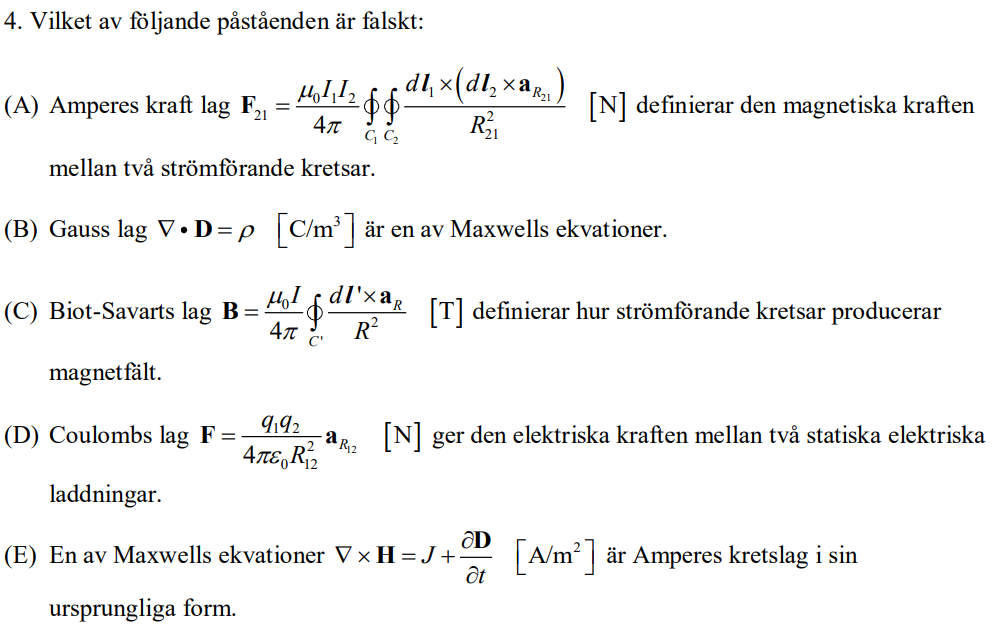 4. Vilket av följande påståenden är falskt:
(A) Amperes kraft lag $\mathbf{F}_{21} = \frac{\mu_0 I_1 I_2}{4\pi} \oint_{C_1} \oint_{C_2} \frac{d\boldsymbol{l}_1 \times \left( d\boldsymbol{l}_2 \times \mathbf{a}_{R_{21}} \right)}{R_{21}^2}$ [N] definierar den magnetiska kraften
mellan två strömförande kretsar.
(B) Gauss lag $\nabla \bullet \mathbf{D} = \rho$ $\left[ \text{C/m}^3 \right]$ är en av Maxwells ekvationer.
(C) Biot-Savarts lag $\mathbf{B} = \frac{\mu_0 I}{4\pi} \oint_{C'} \frac{d\boldsymbol{l}' \times \mathbf{a}_R}{R^2}$ [T] definierar hur strömförande kretsar producerar
magnetfält.
(D) Coulombs lag $\mathbf{F} = \frac{q_1 q_2}{4\pi\varepsilon_0 R_{12}^2} \mathbf{a}_{R_{12}}$ [N] ger den elektriska kraften mellan två statiska elektriska
laddningar.
(E) En av Maxwells ekvationer $\nabla \times \mathbf{H} = J + \frac{\partial \mathbf{D}}{\partial t}$ $\left[ \text{A/m}^2 \right]$ är Amperes kretslag i sin
ursprungliga form.